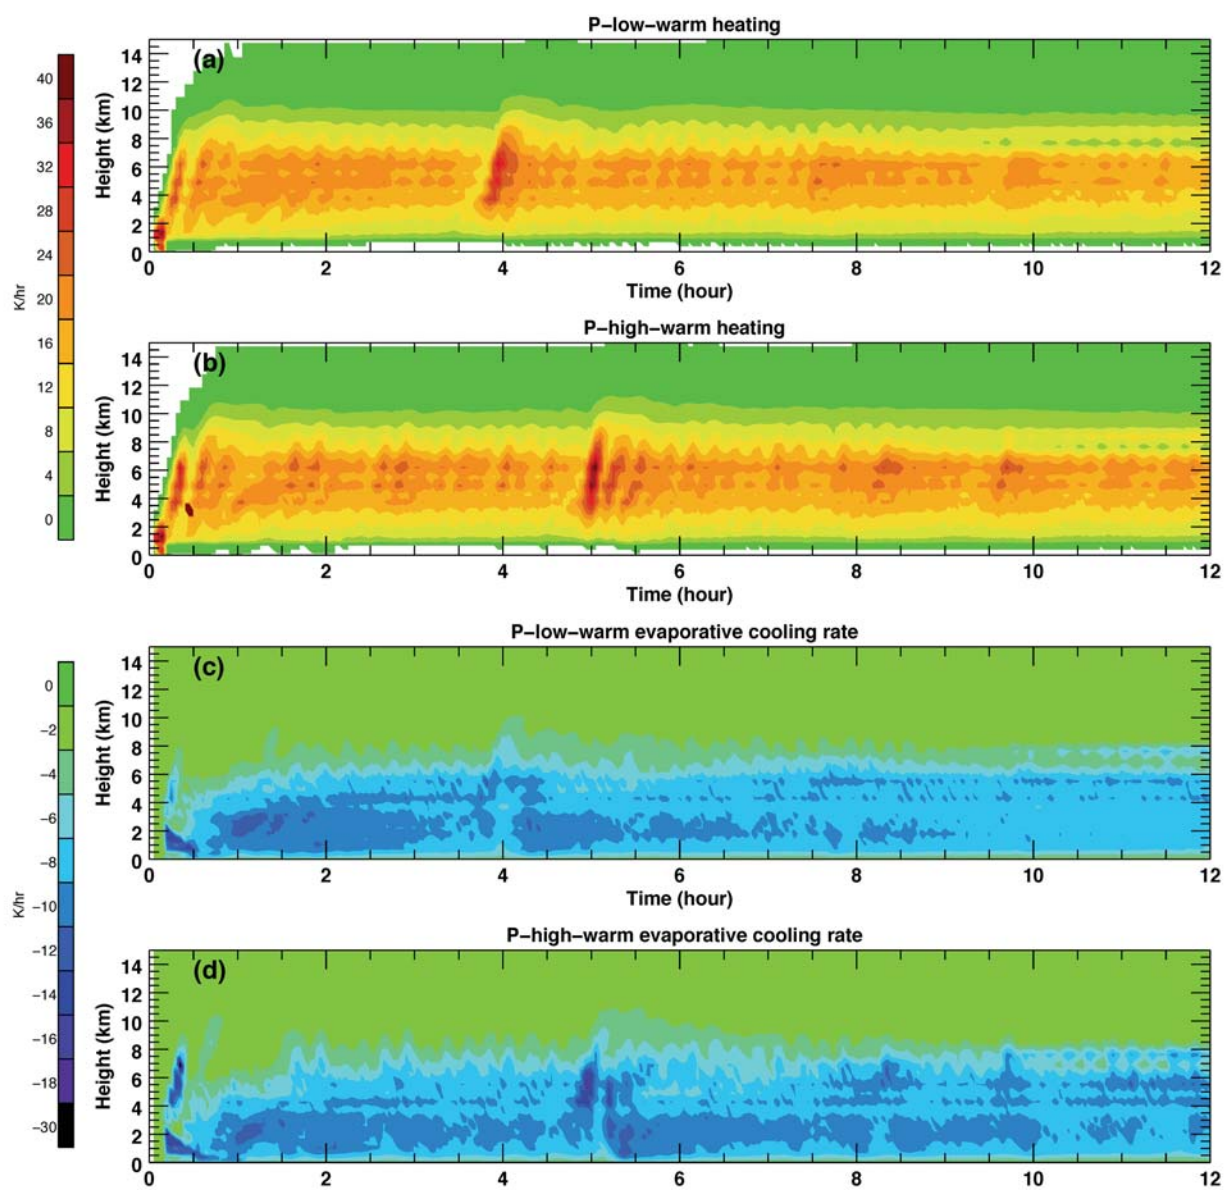 P-low-warm heating
(a)
14
12
10
8
6
4
2
0
Height (km)
0 2 4 6 8 10 12
Time (hour)
40
36
32
28
24
20
16
12
8
4
0
K/hr
P-high-warm heating
(b)
14
12
10
8
6
4
2
0
Height (km)
0 2 4 6 8 10 12
Time (hour)
P-low-warm evaporative cooling rate
(c)
14
12
10
8
6
4
2
0
Height (km)
0 2 4 6 8 10 12
Time (hour)
0
-2
-4
-6
-8
-10
-12
-14
-16
-18
-30
K/hr
P-high-warm evaporative cooling rate
(d)
14
12
10
8
6
4
2
0
Height (km)
0 2 4 6 8 10 12